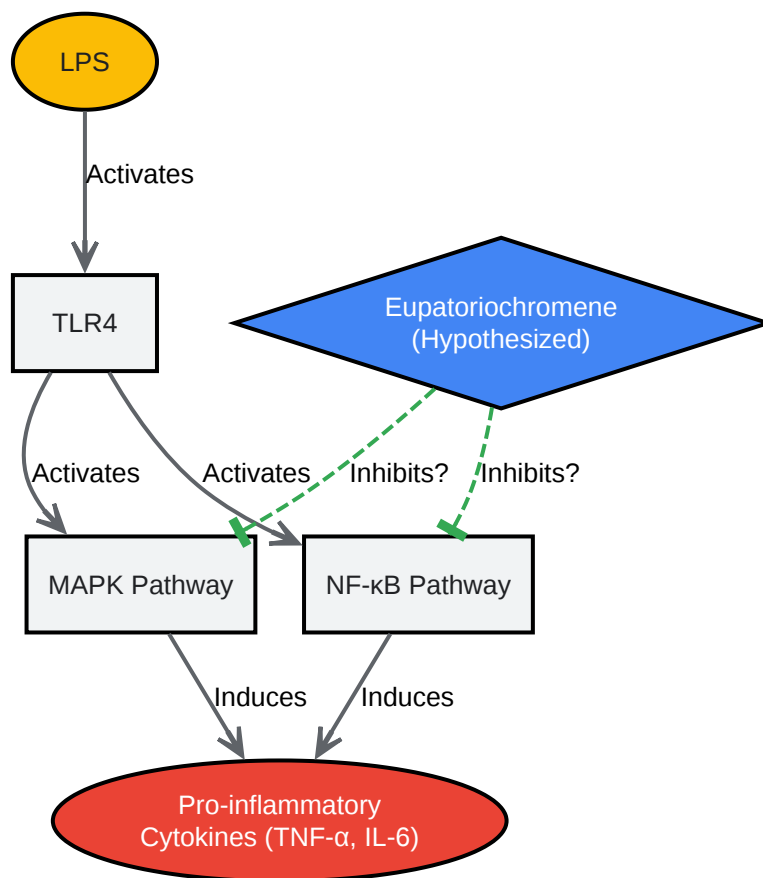 LPS
Activates
TLR4
Eupatoriochromene
(Hypothesized)
Activates
Activates
Inhibits?
Inhibits?
MAPK Pathway
NF-κB Pathway
Induces
Induces
Pro-inflammatory
Cytokines (TNF-α, IL-6)